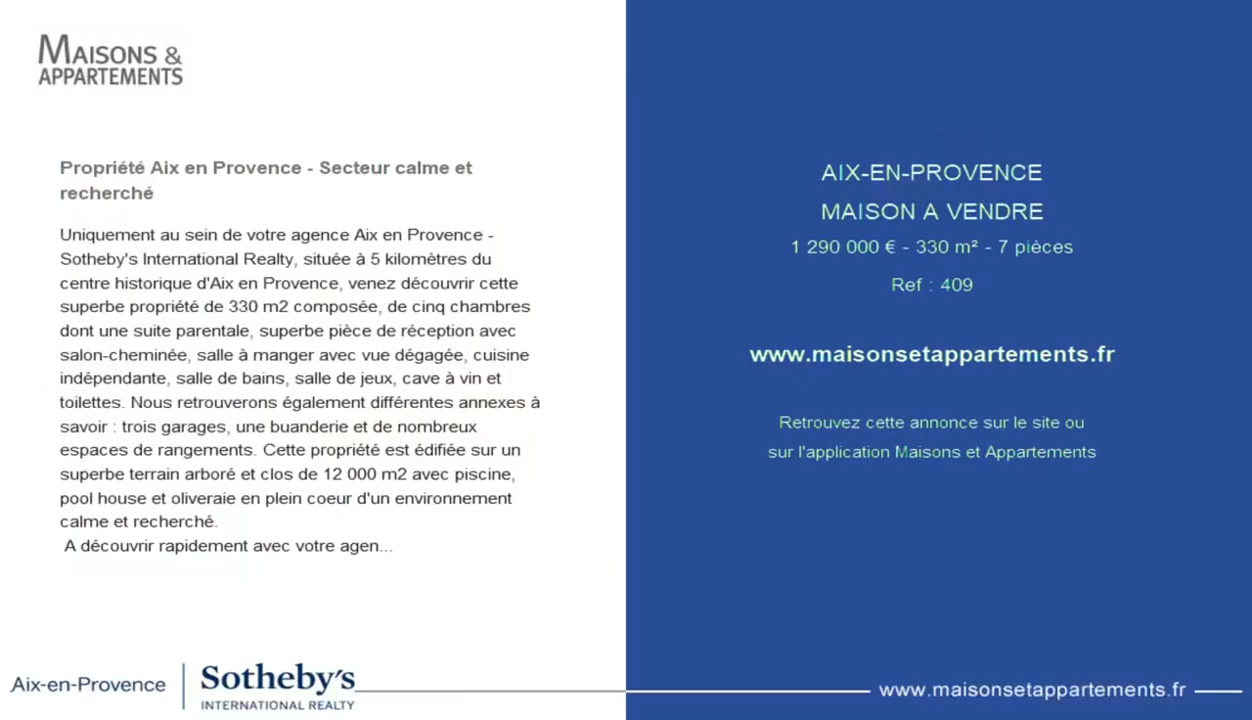 MAISONS &
APPARTEMENTS
Propriété Aix en Provence - Secteur calme et
recherché
Uniquement au sein de votre agence Aix en Provence -
Sotheby's International Realty, située à 5 kilomètres du
centre historique d'Aix en Provence, venez découvrir cette
superbe propriété de 330 m2 composée, de cinq chambres
dont une suite parentale, superbe pièce de réception avec
salon-cheminée, salle à manger avec vue dégagée, cuisine
indépendante, salle de bains, salle de jeux, cave à vin et
toilettes. Nous retrouverons également différentes annexes à
savoir : trois garages, une buanderie et de nombreux
espaces de rangements. Cette propriété est édifiée sur un
superbe terrain arboré et clos de 12 000 m2 avec piscine,
pool house et oliveraie en plein coeur d'un environnement
calme et recherché.
A découvrir rapidement avec votre agen...
AIX-EN-PROVENCE
MAISON A VENDRE
1 290 000 € - 330 m² - 7 pièces
Ref : 409
www.maisonsetappartements.fr
Retrouvez cette annonce sur le site ou
sur l'application Maisons et Appartements
Aix-en-Provence
Sotheby's
INTERNATIONAL REALTY
www.maisonsetappartements.fr